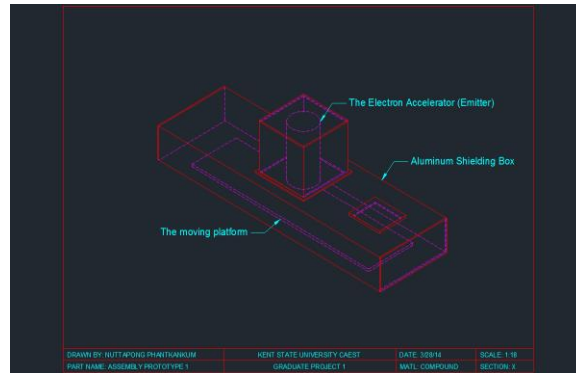 The Electron Accelerator (Emitter)
Aluminum Shielding Box
The moving platform
DRAWN BY: NUTTAPONG PHANTKANKUM
KENT STATE UNIVERSITY CAEST
DATE: 3/28/14
SCALE: 1:18
PART NAME: ASSEMBLY PROTOTYPE 1
GRADUATE PROJECT 1
MATL: COMPOUND
SECTION: X